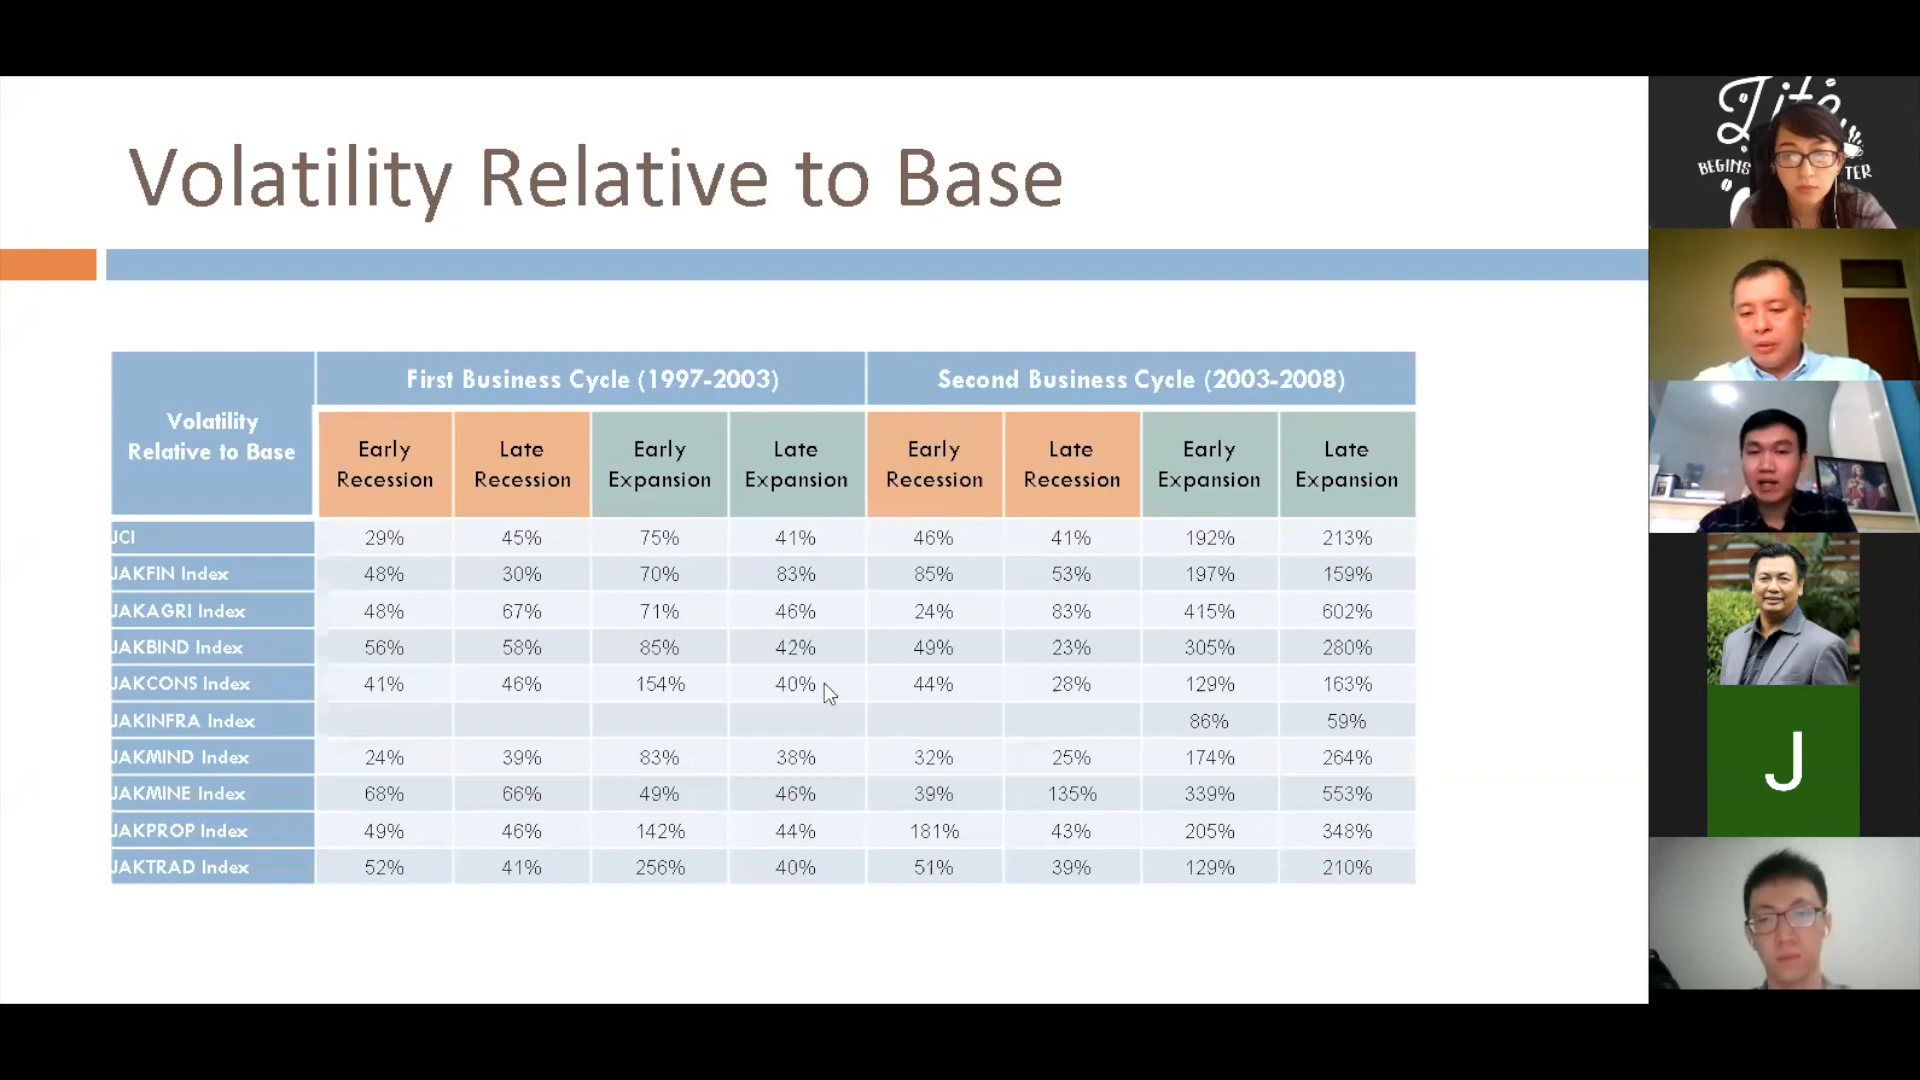 Volatility Relative to Base
Volatility
Relative to Base
First Business Cycle (1997-2003)
Second Business Cycle (2003-2008)
Early Recession
Late Recession
Early Expansion
Late Expansion
Early Recession
Late Recession
Early Expansion
Late Expansion
JCI 29% 45% 75% 41% 46% 41% 192% 213%
JAKFIN Index 48% 30% 70% 83% 85% 53% 197% 159%
JAKAGRI Index 48% 67% 71% 46% 24% 83% 415% 602%
JAKBIND Index 56% 58% 85% 42% 49% 23% 305% 280%
JAKCONS Index 41% 46% 154% 40% 44% 28% 129% 163%
JAKINFRA Index 86% 59%
JAKMIND Index 24% 39% 83% 38% 32% 25% 174% 264%
JAKMINE Index 68% 66% 49% 46% 39% 135% 339% 553%
JAKPROP Index 49% 46% 142% 44% 181% 43% 205% 348%
JAKTRAD Index 52% 41% 256% 40% 51% 39% 129% 210%
BEGINS
J